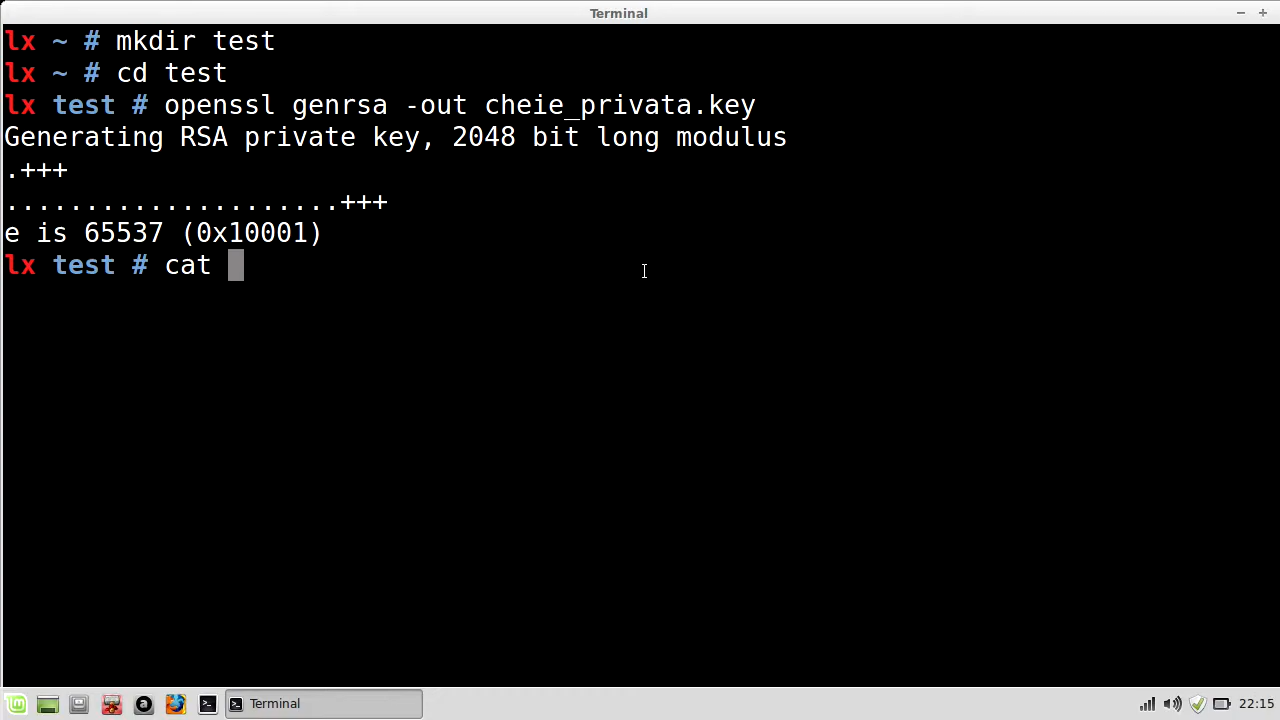 Terminal
lx ~ # mkdir test
lx ~ # cd test
lx test # openssl genrsa -out cheie_privata.key
Generating RSA private key, 2048 bit long modulus
.+++
.....................+++
e is 65537 (0x10001)
lx test # cat
Terminal
22:15